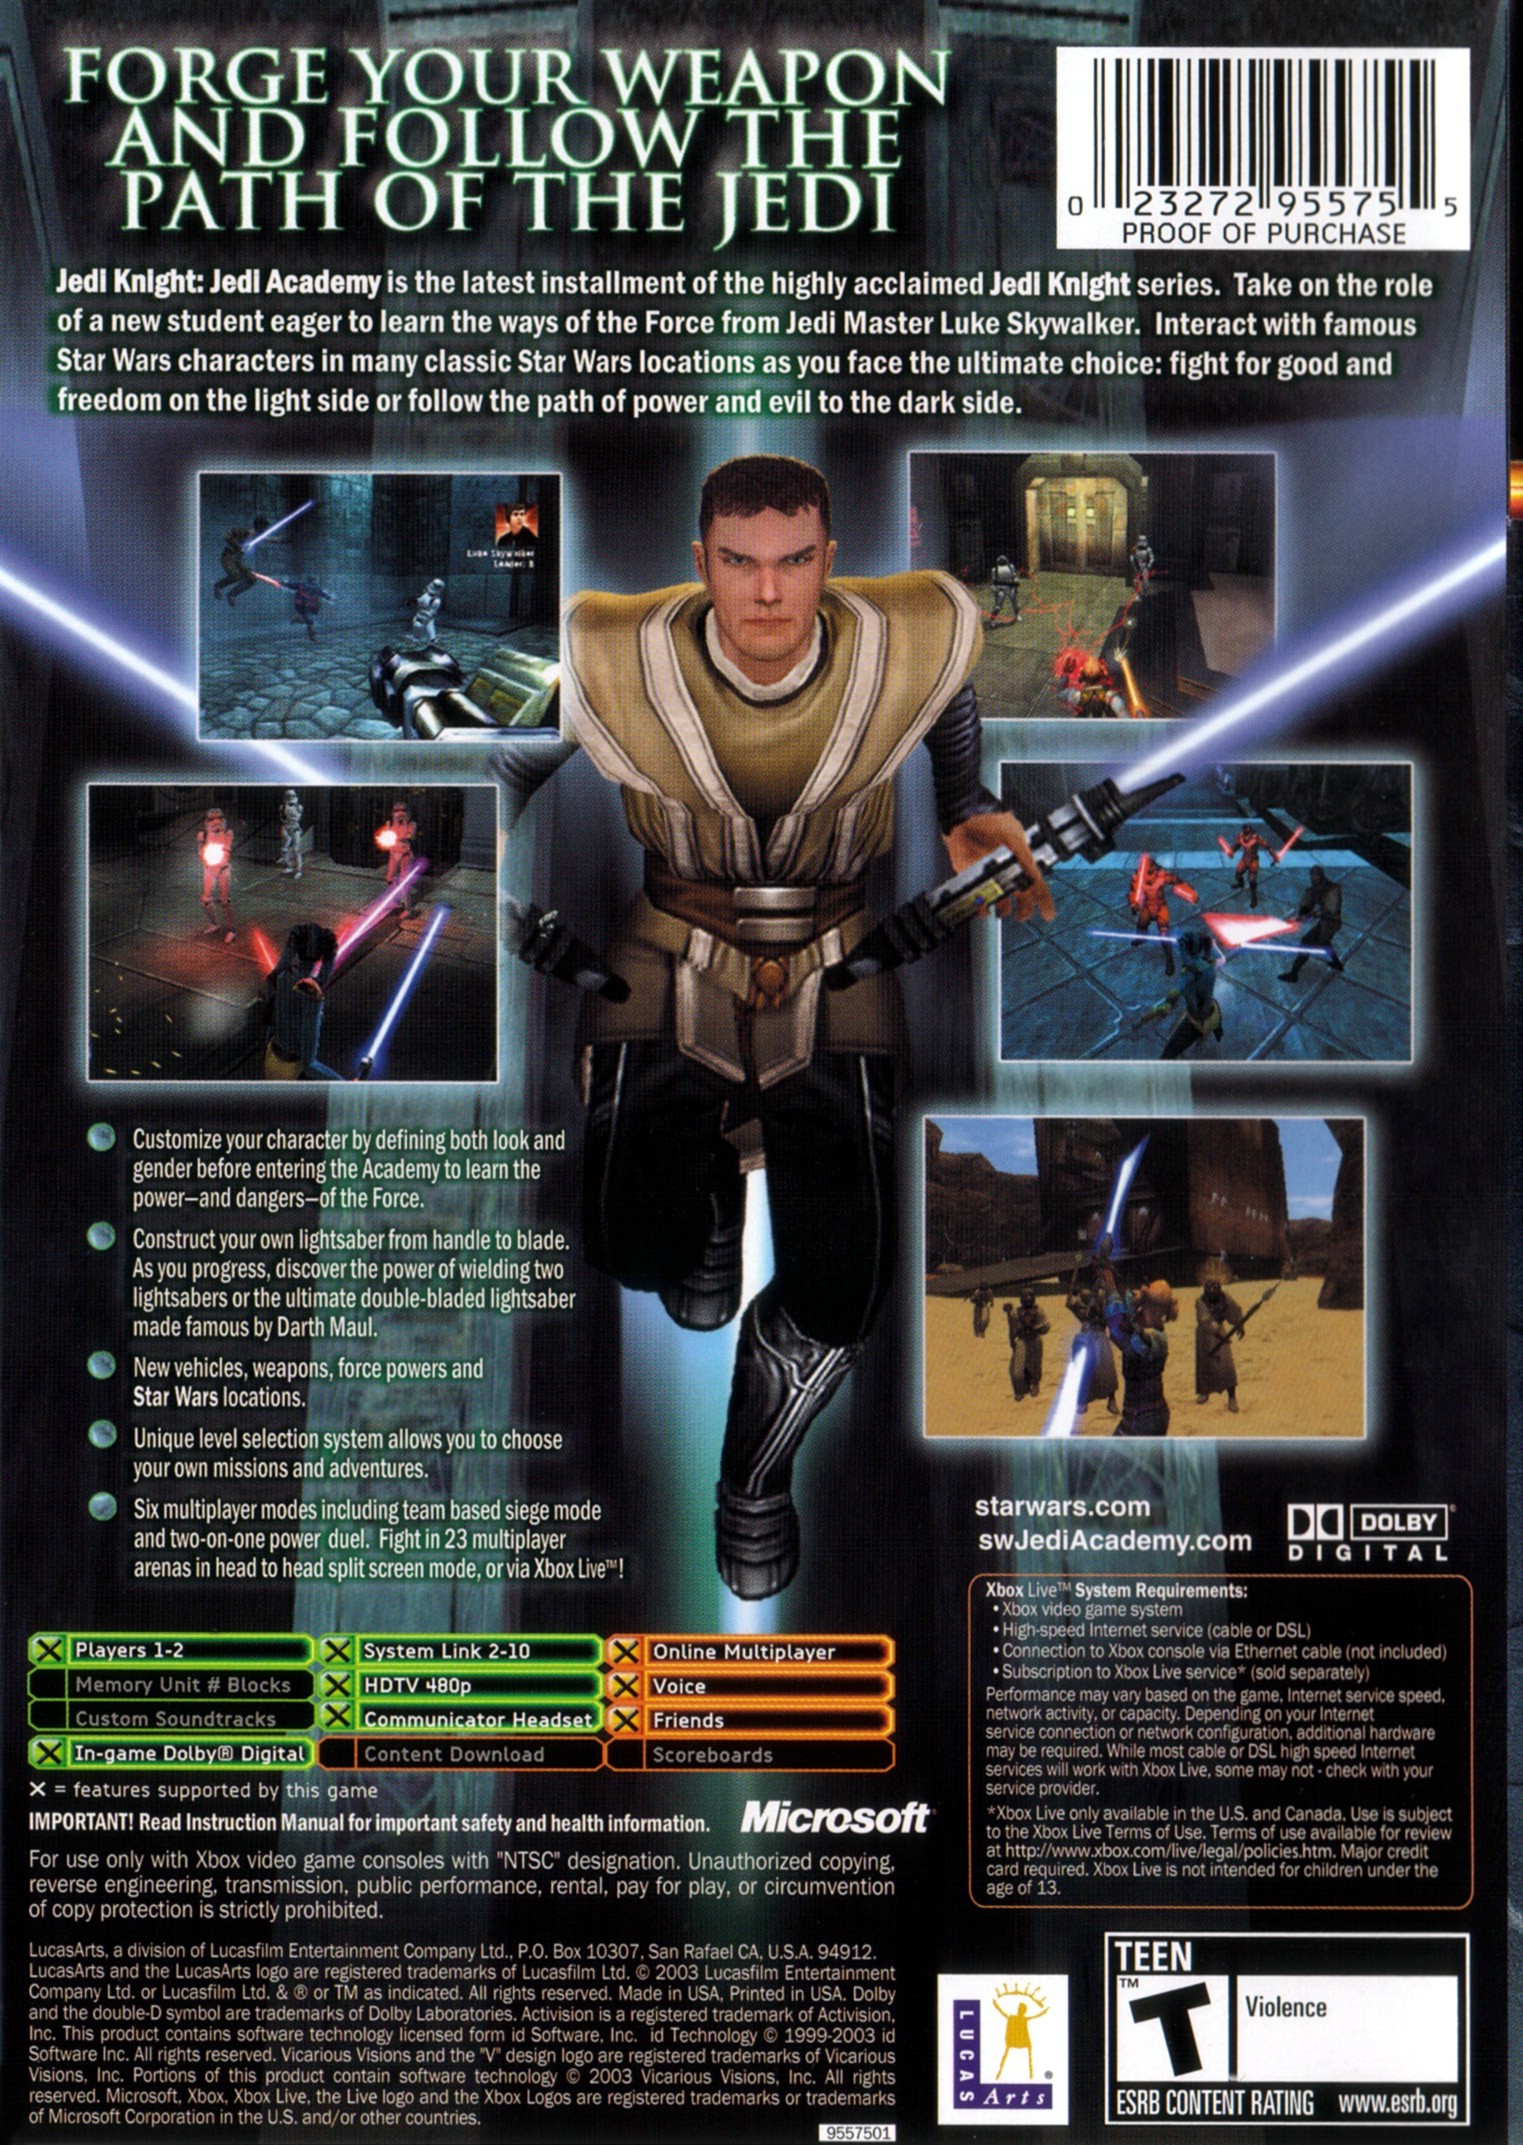 FORGE YOUR WEAPON
AND FOLLOW THE
PATH OF THE JEDI
0 23272 95575 5
PROOF OF PURCHASE
Jedi Knight: Jedi Academy is the latest installment of the highly acclaimed Jedi Knight series. Take on the role
of a new student eager to learn the ways of the Force from Jedi Master Luke Skywalker. Interact with famous
Star Wars characters in many classic Star Wars locations as you face the ultimate choice: fight for good and
freedom on the light side or follow the path of power and evil to the dark side.
Luke Skywalker
Leader: 8
Customize your character by defining both look and
gender before entering the Academy to learn the
power—and dangers—of the Force.
Construct your own lightsaber from handle to blade.
As you progress, discover the power of wielding two
lightsabers or the ultimate double-bladed lightsaber
made famous by Darth Maul.
New vehicles, weapons, force powers and
Star Wars locations.
Unique level selection system allows you to choose
your own missions and adventures.
Six multiplayer modes including team based siege mode
and two-on-one power duel. Fight in 23 multiplayer
arenas in head to head split screen mode, or via Xbox Live™!
starwars.com
swJediAcademy.com
DOLBY®
DIGITAL
Xbox Live™ System Requirements:
• Xbox video game system
• High-speed Internet service (cable or DSL)
• Connection to Xbox console via Ethernet cable (not included)
• Subscription to Xbox Live service* (sold separately)
Performance may vary based on the game, Internet service speed,
network activity, or capacity. Depending on your Internet
service connection or network configuration, additional hardware
may be required. While most cable or DSL high speed Internet
services will work with Xbox Live, some may not - check with your
service provider.
*Xbox Live only available in the U.S. and Canada. Use is subject
to the Xbox Live Terms of Use. Terms of use available for review
at http://www.xbox.com/live/legal/policies.htm. Major credit
card required. Xbox Live is not intended for children under the
age of 13.
X Players 1-2
X System Link 2-10
X Online Multiplayer
Memory Unit # Blocks
X HDTV 480p
X Voice
Custom Soundtracks
X Communicator Headset
X Friends
X In-game Dolby® Digital
Content Download
Scoreboards
X = features supported by this game
IMPORTANT! Read Instruction Manual for important safety and health information.
Microsoft
For use only with Xbox video game consoles with "NTSC" designation. Unauthorized copying,
reverse engineering, transmission, public performance, rental, pay for play, or circumvention
of copy protection is strictly prohibited.
LucasArts, a division of Lucasfilm Entertainment Company Ltd., P.O. Box 10307, San Rafael CA, U.S.A. 94912.
LucasArts and the LucasArts logo are registered trademarks of Lucasfilm Ltd. © 2003 Lucasfilm Entertainment
Company Ltd. or Lucasfilm Ltd. & ® or TM as indicated. All rights reserved. Made in USA, Printed in USA. Dolby
and the double-D symbol are trademarks of Dolby Laboratories. Activision is a registered trademark of Activision,
Inc. This product contains software technology licensed form id Software, Inc. id Technology © 1999-2003 id
Software Inc. All rights reserved. Vicarious Visions and the "V" design logo are registered trademarks of Vicarious
Visions, Inc. Portions of this product contain software technology © 2003 Vicarious Visions, Inc. All rights
reserved. Microsoft, Xbox, Xbox Live, the Live logo and the Xbox Logos are registered trademarks or trademarks
of Microsoft Corporation in the U.S. and/or other countries.
9557501
LUCAS
Arts®
TEEN
TM
T
Violence
ESRB CONTENT RATING www.esrb.org